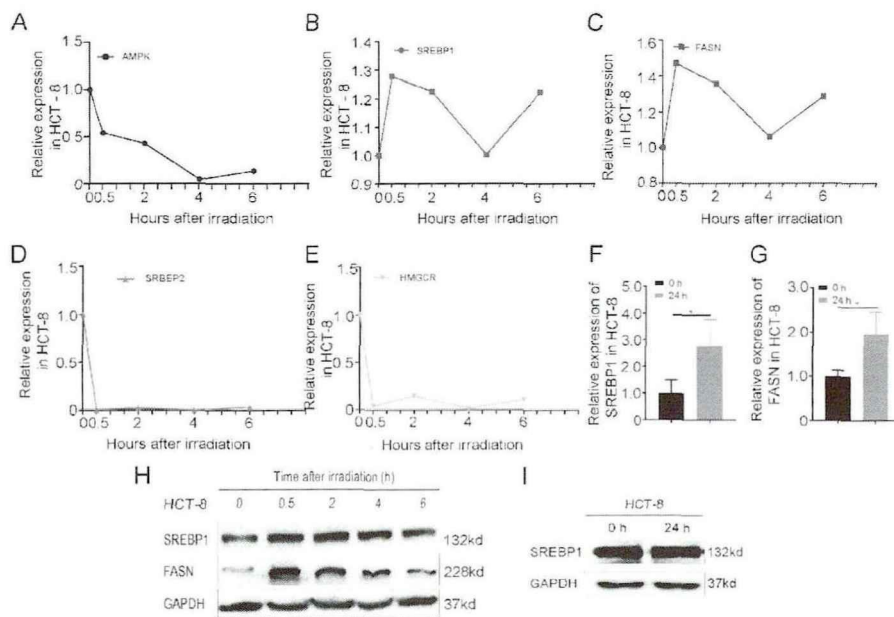 A
Relative expression
in HCT - 8
1.5
1.0
0.5
0
AMPK
00.5 2 4 6
Hours after irradiation
B
Relative expression
in HCT - 8
1.4
1.3
1.2
1.1
1.0
0.9
SREBP1
00.5 2 4 6
Hours after irradiation
C
Relative expression
in HCT-8
1.6
1.4
1.2
1.0
0.8
FASN
00.5 2 4 6
Hours after irradiation
D
Relative expression
in HCT-8
1.5
1.0
0.5
0
SRBEP2
00.5 2 4 6
Hours after irradiation
E
Relative expression
in HCT-8
1.5
1.0
0.5
0
HMGCR
00.5 2 4 6
Hours after irradiation
F
Relative expression of
SREBP1 in HCT-8
5.0
4.0
3.0
2.0
1.0
0
0 h
24 h
G
Relative expression of
FASN in HCT-8
3.0
2.0
1.0
0
0 h
24 h
H
Time after irradiation (h)
HCT-8 0 0.5 2 4 6
SREBP1 132kd
FASN 228kd
GAPDH 37kd
I
HCT-8
0 h 24 h
SREBP1 132kd
GAPDH 37kd